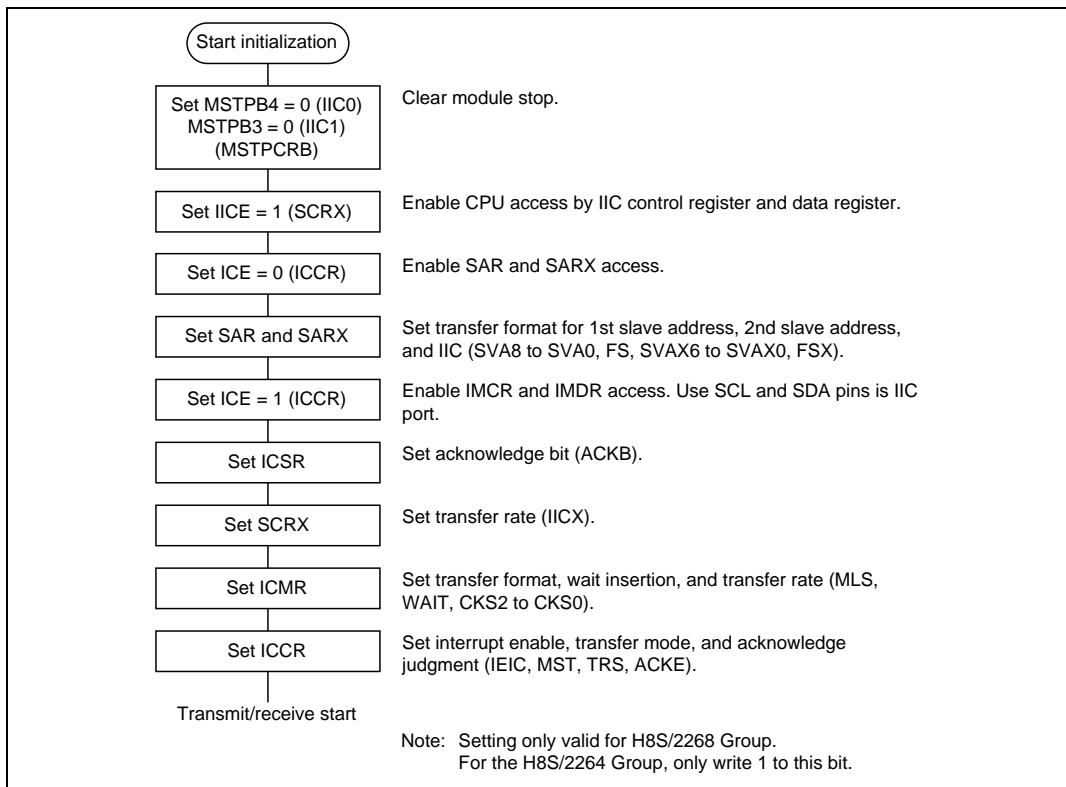 Start initialization
Set MSTPB4 = 0 (IIC0)
MSTPB3 = 0 (IIC1)
(MSTPCRB)
Clear module stop.
Set IICE = 1 (SCRX)
Enable CPU access by IIC control register and data register.
Set ICE = 0 (ICCR)
Enable SAR and SARX access.
Set SAR and SARX
Set transfer format for 1st slave address, 2nd slave address,
and IIC (SVA8 to SVA0, FS, SVAX6 to SVAX0, FSX).
Set ICE = 1 (ICCR)
Enable IMCR and IMDR access. Use SCL and SDA pins is IIC
port.
Set ICSR
Set acknowledge bit (ACKB).
Set SCRX
Set transfer rate (IICX).
Set ICMR
Set transfer format, wait insertion, and transfer rate (MLS,
WAIT, CKS2 to CKS0).
Set ICCR
Set interrupt enable, transfer mode, and acknowledge
judgment (IEIC, MST, TRS, ACKE).
Transmit/receive start
Note: Setting only valid for H8S/2268 Group.
For the H8S/2264 Group, only write 1 to this bit.